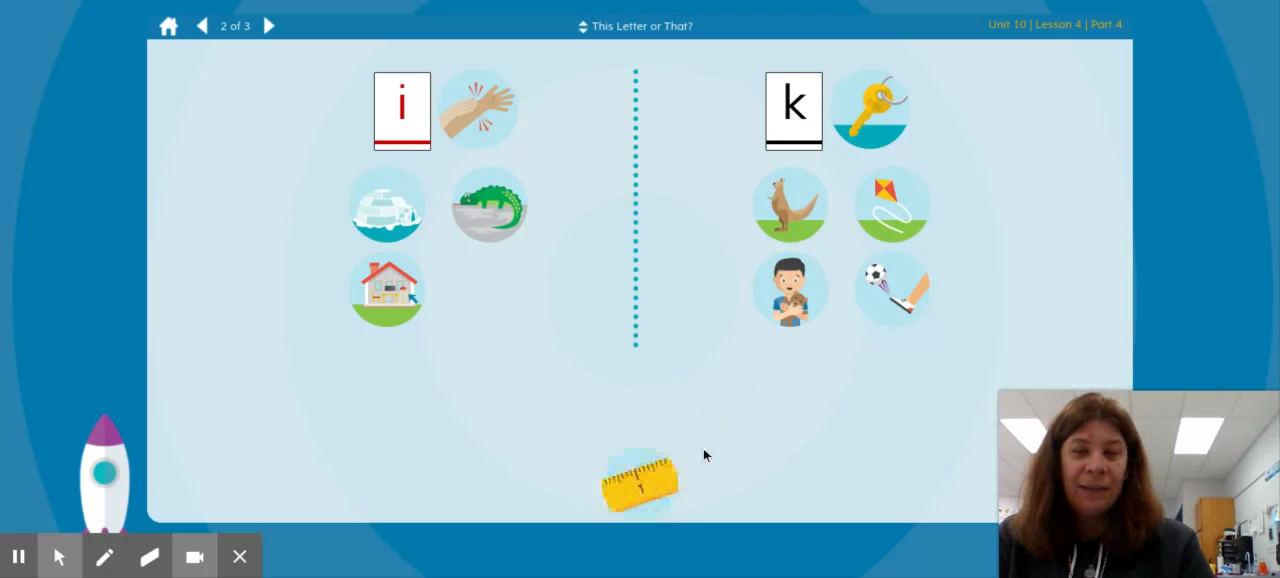 2 of 3
This Letter or That?
Unit 10 | Lesson 4 | Part 4
i
k
1